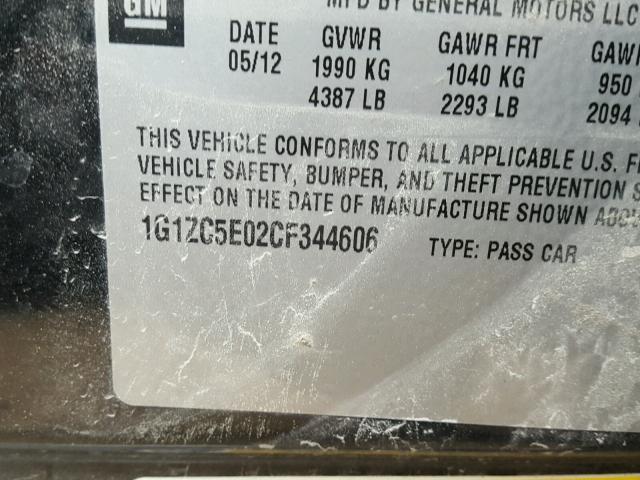 GM
MFD BY GENERAL MOTORS LLC
DATE GVWR GAWR FRT GAWR
05/12 1990 KG 1040 KG 950
4387 LB 2293 LB 2094
THIS VEHICLE CONFORMS TO ALL APPLICABLE U.S.
VEHICLE SAFETY, BUMPER, AND THEFT PREVENTION
EFFECT ON THE DATE OF MANUFACTURE SHOWN ABOVE
1G1ZC5E02CF344606 TYPE: PASS CAR